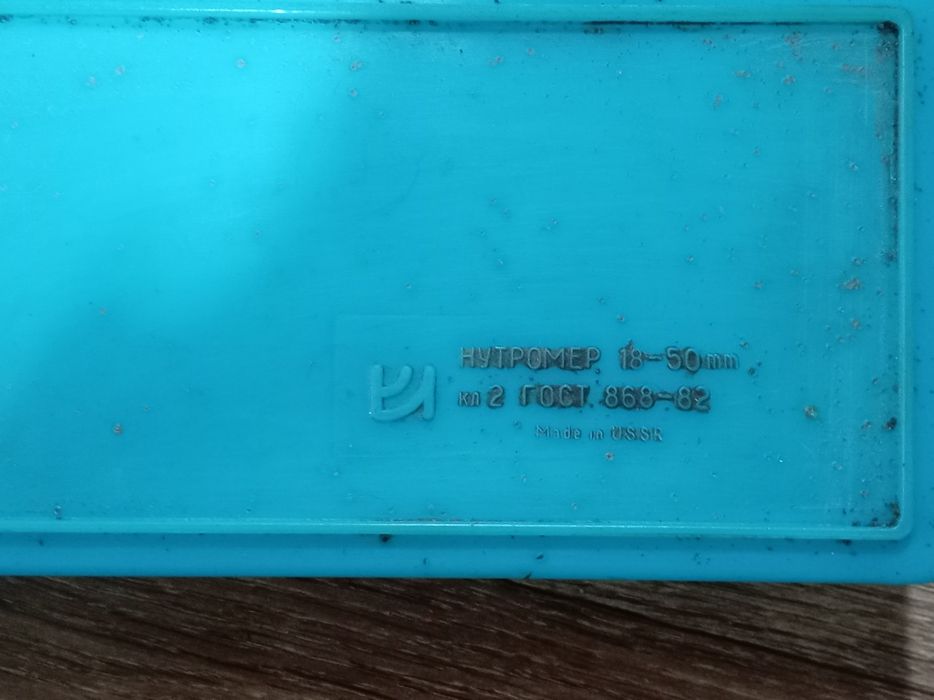 НУТРОМЕР 18-50mm
кл 2 ГОСТ 868-82
Made in USSR